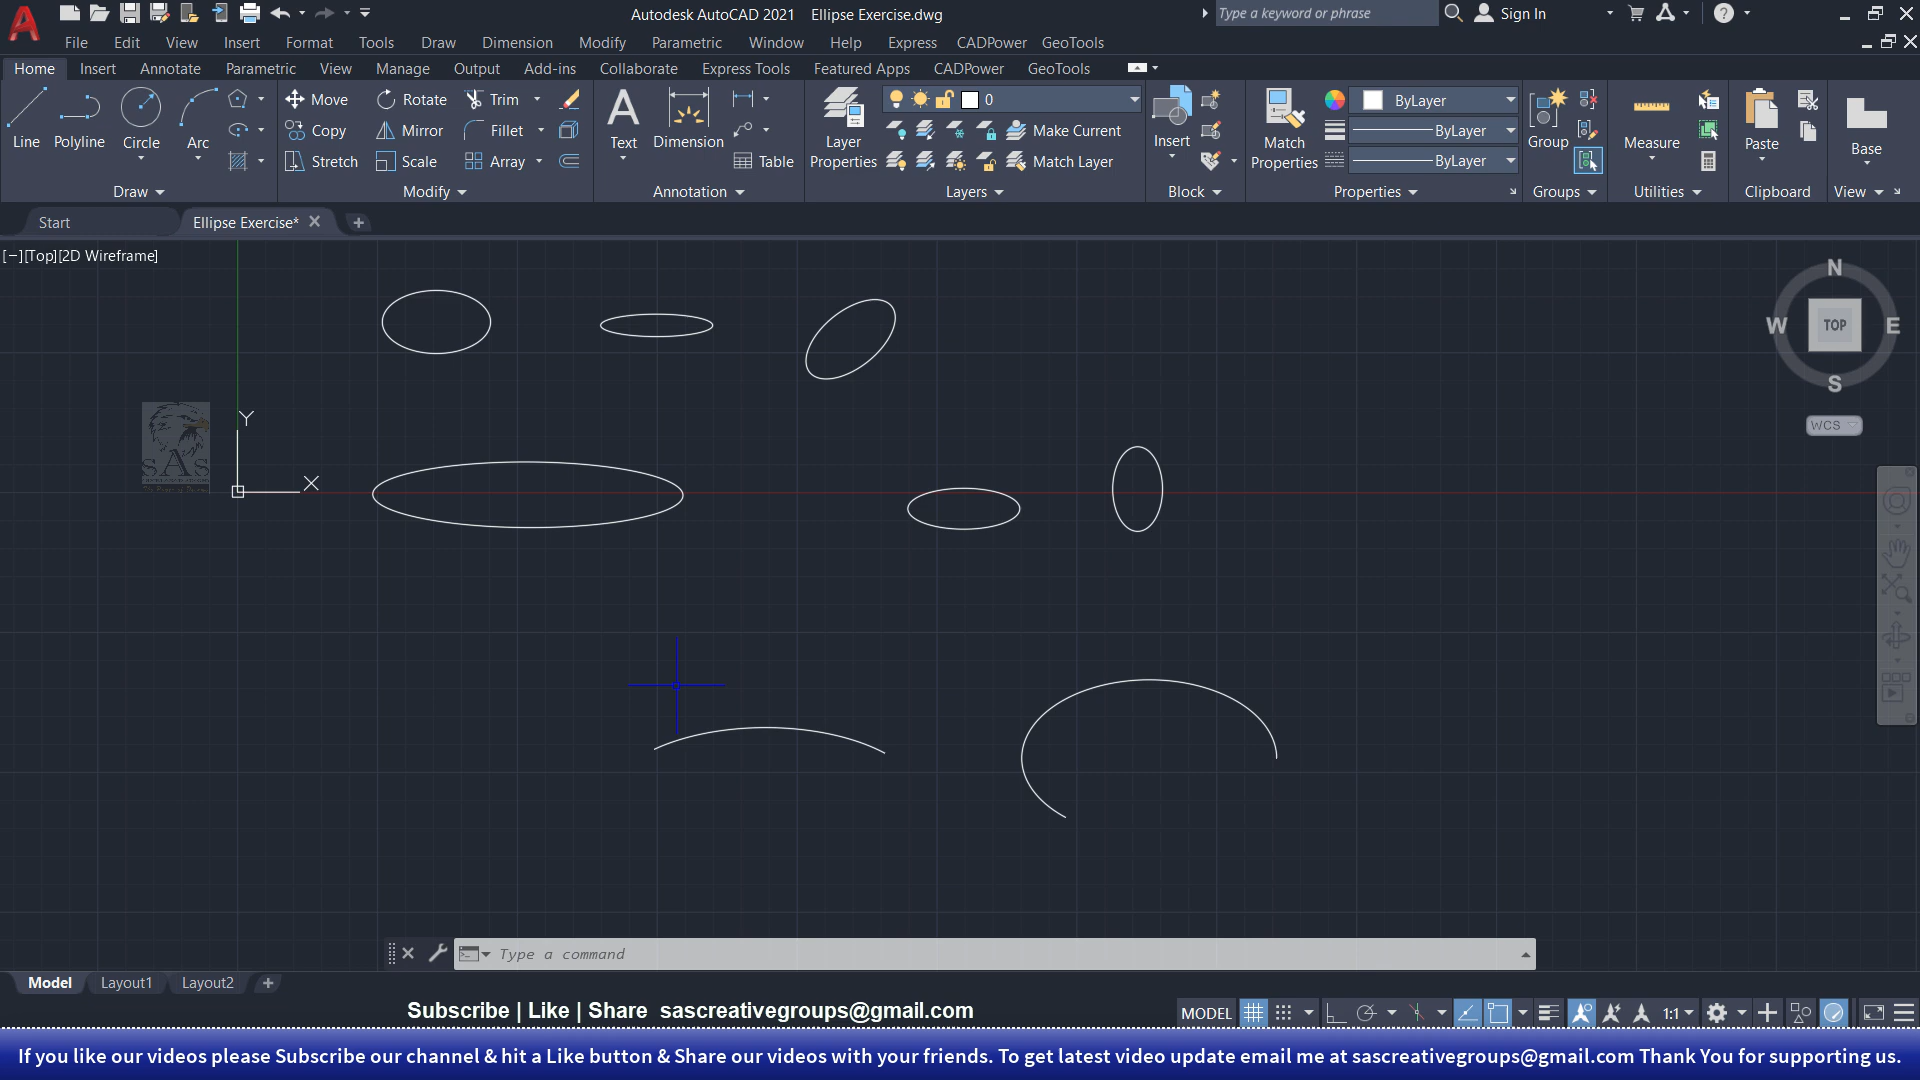 Autodesk AutoCAD 2021 Ellipse Exercise.dwg
Type a keyword or phrase
Sign In
File Edit View Insert Format Tools Draw Dimension Modify Parametric Window Help Express CADPower GeoTools
Home Insert Annotate Parametric View Manage Output Add-ins Collaborate Express Tools Featured Apps CADPower GeoTools
Line Polyline Circle Arc
Move Rotate Trim
Copy Mirror Fillet
Stretch Scale Array
Text Dimension Table
Layer Properties
0
Make Current
Match Layer
Insert
Match Properties
ByLayer
ByLayer
ByLayer
Group
Measure
Paste
Base
Draw Modify Annotation Layers Block Properties Groups Utilities Clipboard View
Start Ellipse Exercise*
[−][Top][2D Wireframe]
N
W TOP E
S
WCS
Y
X
sAs
Type a command
Model Layout1 Layout2
Subscribe | Like | Share sascreativegroups@gmail.com
MODEL 1:1
If you like our videos please Subscribe our channel & hit a Like button & Share our videos with your friends. To get latest video update email me at sascreativegroups@gmail.com Thank You for supporting us.